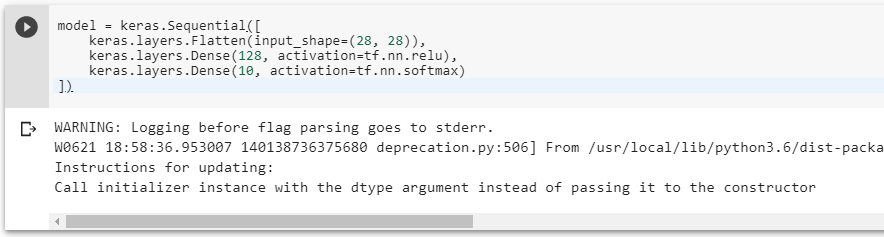 model = keras.Sequential([
    keras.layers.Flatten(input_shape=(28, 28)),
    keras.layers.Dense(128, activation=tf.nn.relu),
    keras.layers.Dense(10, activation=tf.nn.softmax)
])
WARNING: Logging before flag parsing goes to stderr.
W0621 18:58:36.953007 140138736375680 deprecation.py:506] From /usr/local/lib/python3.6/dist-packa
Instructions for updating:
Call initializer instance with the dtype argument instead of passing it to the constructor